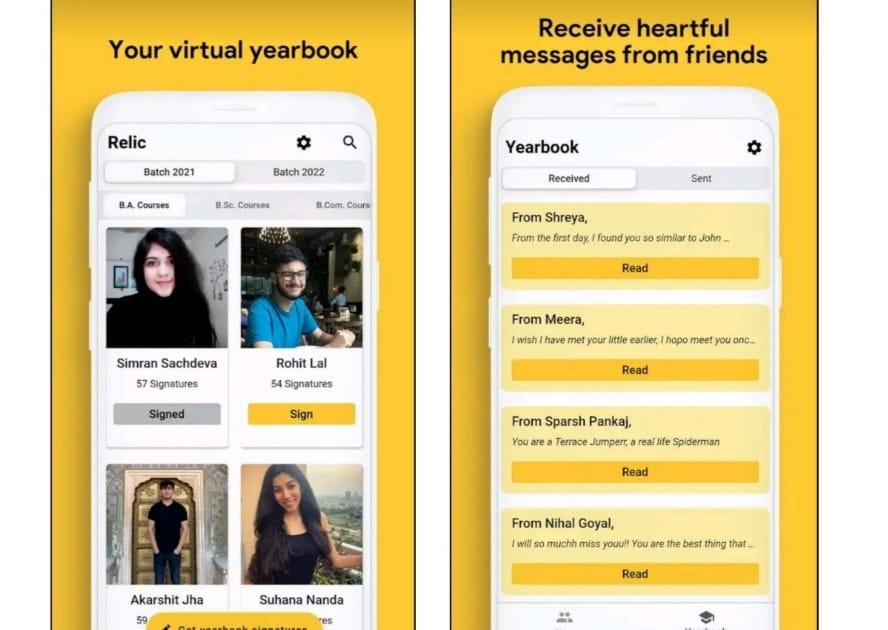 Your virtual yearbook
Relic
Batch 2021
Batch 2022
B.A. Courses
B.Sc. Courses
B.Com. Cours
Simran Sachdeva
57 Signatures
Signed
Rohit Lal
54 Signatures
Sign
Akarshit Jha
59
Suhana Nanda
res
Get yearbook signatures
Receive heartful
messages from friends
Yearbook
Received
Sent
From Shreya,
From the first day, I found you so similar to John ...
Read
From Meera,
I wish I have met your little earlier, I hopo meet you onc...
Read
From Sparsh Pankaj,
You are a Terrace Jumperr, a real life Spiderman
Read
From Nihal Goyal,
I will so muchh miss youu!! You are the best thing that ...
Read